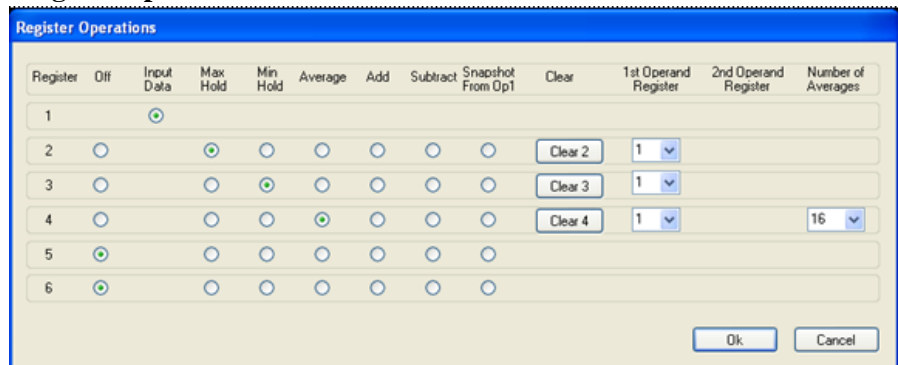 Register Operations
Register Off Input Data Max Hold Min Hold Average Add Subtract Snapshot From Op1 Clear 1st Operand Register 2nd Operand Register Number of Averages
1
2 Clear 2 1
3 Clear 3 1
4 Clear 4 1 16
5
6
Ok Cancel